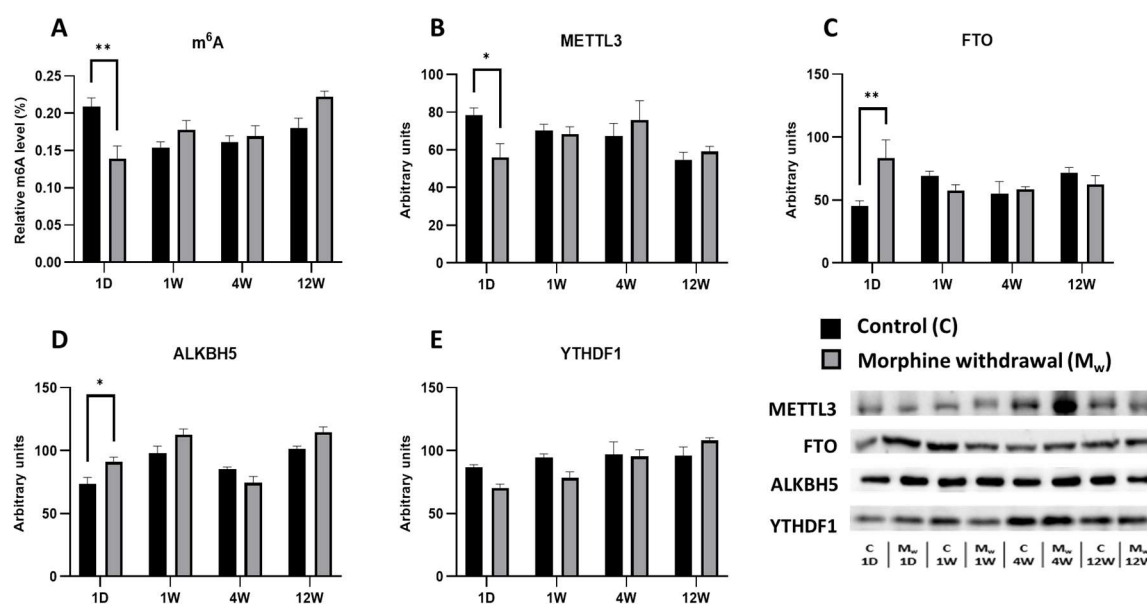 A
m⁶A
**
Relative m6A level (%)
0.25
0.20
0.15
0.10
0.05
0.00
1D 1W 4W 12W
B
METTL3
*
Arbitrary units
100
80
60
40
20
0
1D 1W 4W 12W
C
FTO
**
Arbitrary units
150
100
50
0
1D 1W 4W 12W
D
ALKBH5
*
Arbitrary units
150
100
50
0
1D 1W 4W 12W
E
YTHDF1
Arbitrary units
150
100
50
0
1D 1W 4W 12W
Control (C)
Morphine withdrawal (Mw)
METTL3
FTO
ALKBH5
YTHDF1
C Mw C Mw C Mw C Mw
1D 1D 1W 1W 4W 4W 12W 12W